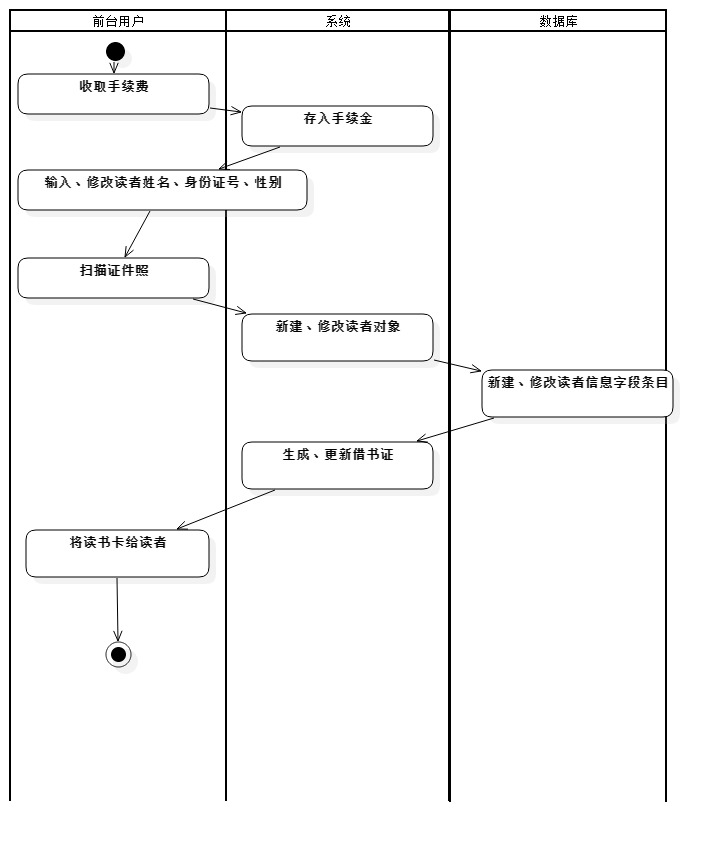 前台用户
系统
数据库
收取手续费
存入手续金
输入、修改读者姓名、身份证号、性别
扫描证件照
新建、修改读者对象
新建、修改读者信息字段条目
生成、更新借书证
将读书卡给读者